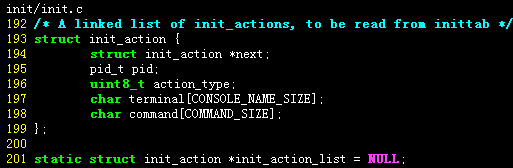 init/init.c
192 /* A linked list of init_actions, to be read from inittab */
193 struct init_action {
194         struct init_action *next;
195         pid_t pid;
196         uint8_t action_type;
197         char terminal[CONSOLE_NAME_SIZE];
198         char command[COMMAND_SIZE];
199 };
200
201 static struct init_action *init_action_list = NULL;